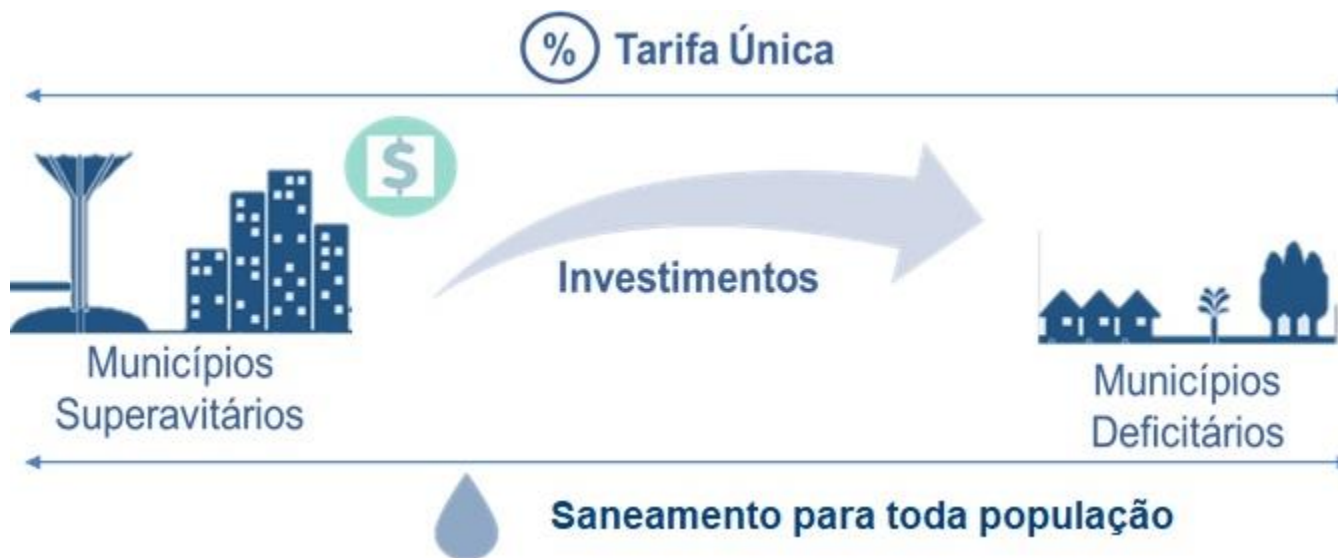 % Tarifa Única
$
Investimentos
Municípios
Superavitários
Municípios
Deficitários
Saneamento para toda população